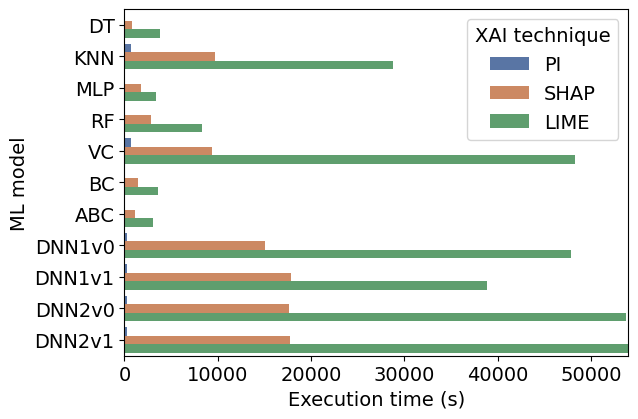 XAI technique
PI
SHAP
LIME
ML model
DT
KNN
MLP
RF
VC
BC
ABC
DNN1v0
DNN1v1
DNN2v0
DNN2v1
0 10000 20000 30000 40000 50000
Execution time (s)